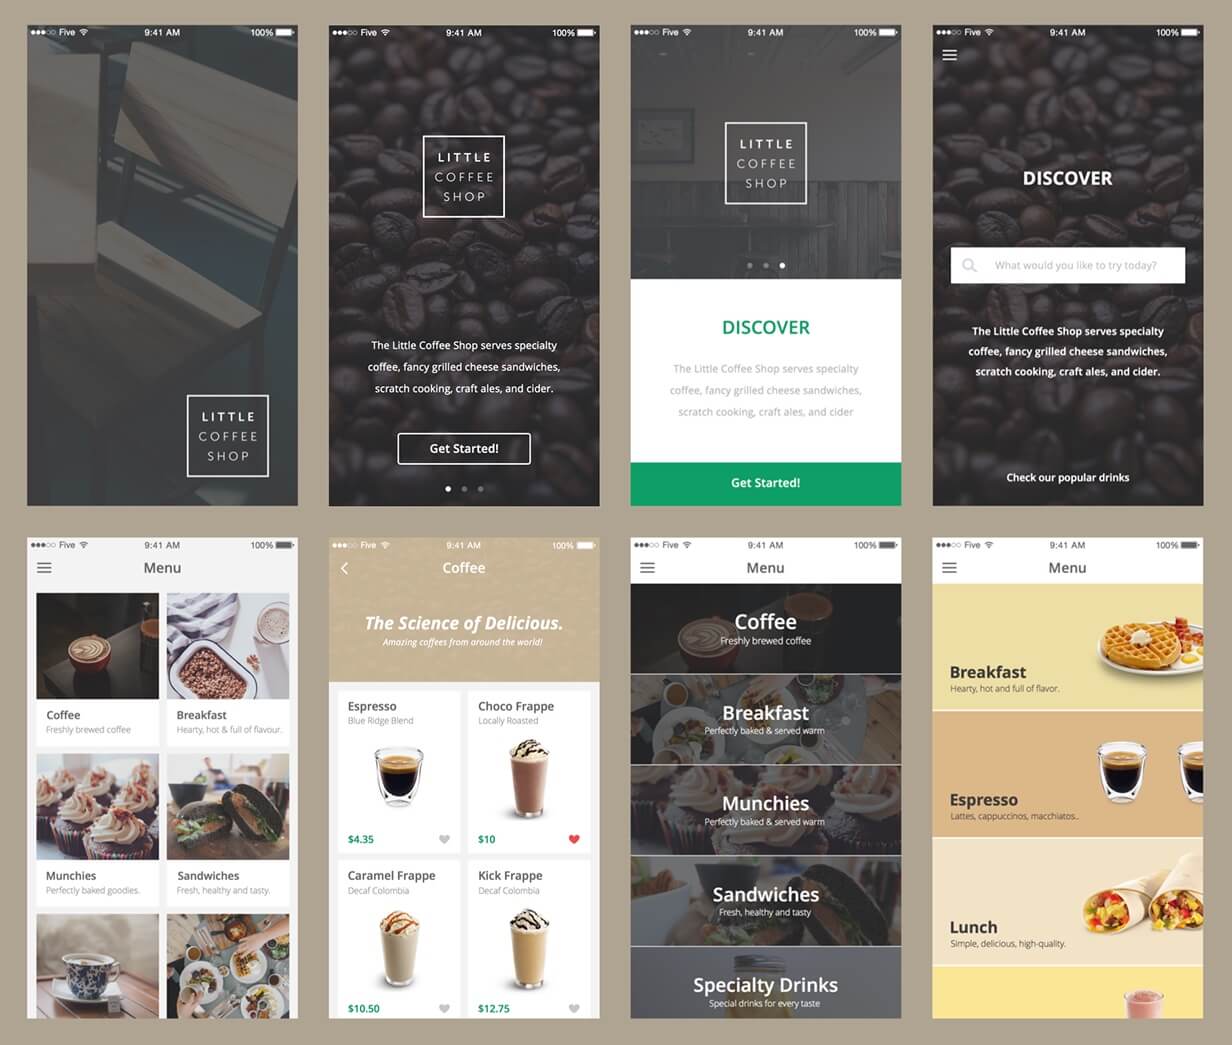 Five 9:41 AM 100%
LITTLE
COFFEE
SHOP
Five 9:41 AM 100%
LITTLE
COFFEE
SHOP
The Little Coffee Shop serves specialty
coffee, fancy grilled cheese sandwiches,
scratch cooking, craft ales, and cider.
Get Started!
Five 9:41 AM 100%
LITTLE
COFFEE
SHOP
DISCOVER
The Little Coffee Shop serves specialty
coffee, fancy grilled cheese sandwiches,
scratch cooking, craft ales, and cider
Get Started!
Five 9:41 AM 100%
DISCOVER
What would you like to try today?
The Little Coffee Shop serves specialty
coffee, fancy grilled cheese sandwiches,
scratch cooking, craft ales, and cider.
Check our popular drinks
Five 9:41 AM 100%
Menu
Coffee
Freshly brewed coffee
Breakfast
Hearty, hot & full of flavour.
Munchies
Perfectly baked goodies.
Sandwiches
Fresh, healthy and tasty.
Five 9:41 AM 100%
Coffee
The Science of Delicious.
Amazing coffees from around the world!
Espresso
Blue Ridge Blend
$4.35
Choco Frappe
Locally Roasted
$10
Caramel Frappe
Decaf Colombia
$10.50
Kick Frappe
Decaf Colombia
$12.75
Five 9:41 AM 100%
Menu
Coffee
Freshly brewed coffee
Breakfast
Perfectly baked & served warm
Munchies
Perfectly baked & served warm
Sandwiches
Fresh, healthy and tasty
Specialty Drinks
Special drinks for every taste
Five 9:41 AM 100%
Menu
Breakfast
Hearty, hot and full of flavor.
Espresso
Lattes, cappuccinos, macchiatos..
Lunch
Simple, delicious, high-quality.